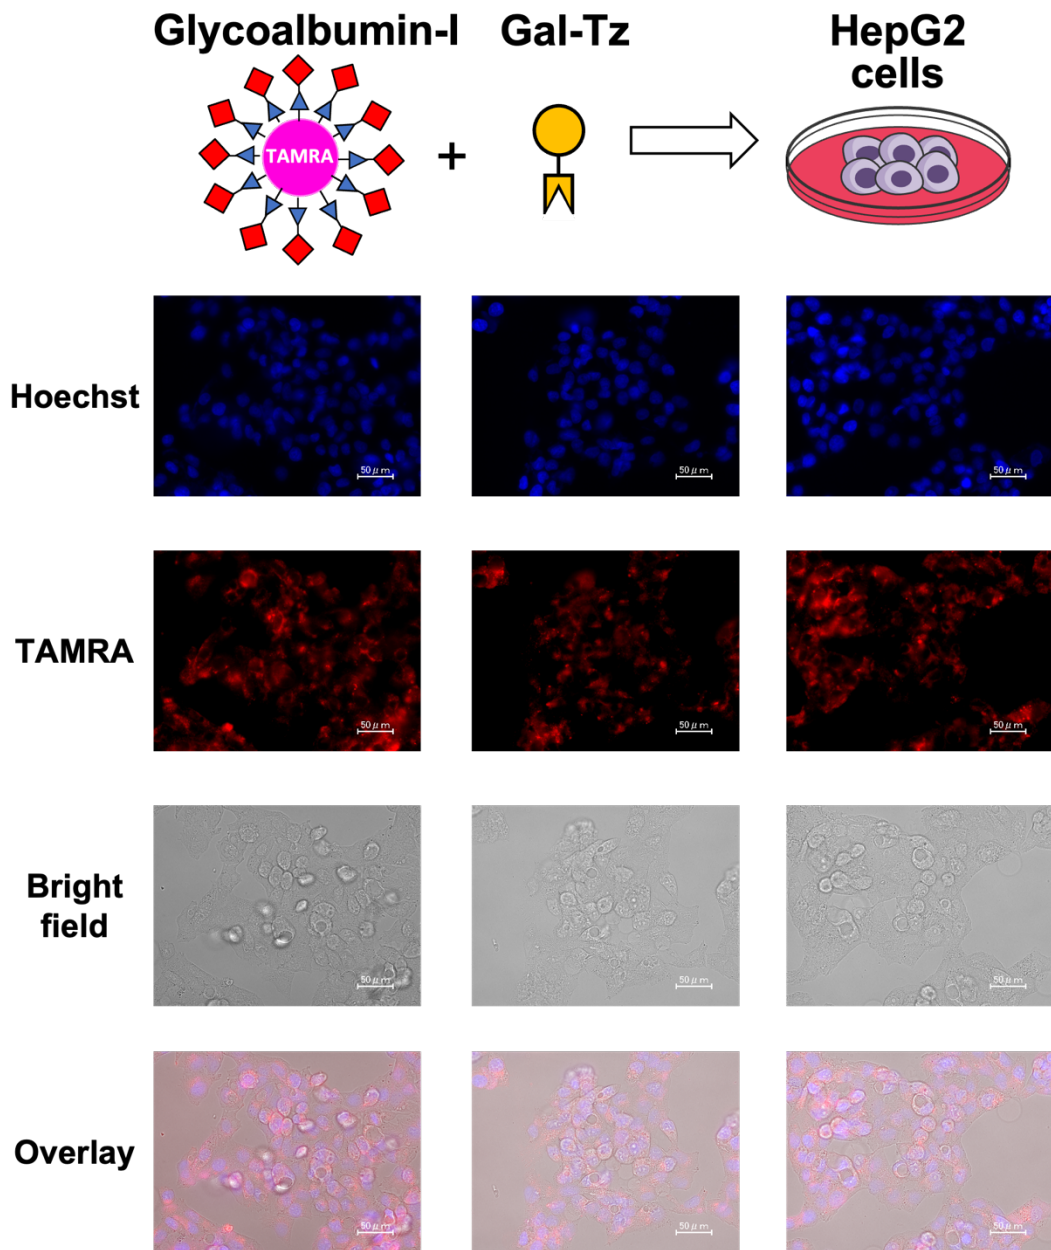 Glycoalbumin-I
Gal-Tz
HepG2
cells
TAMRA
+
Hoechst
50 μm
50 μm
50 μm
TAMRA
50 μm
50 μm
50 μm
Bright
field
50 μm
50 μm
50 μm
Overlay
50 μm
50 μm
50 μm